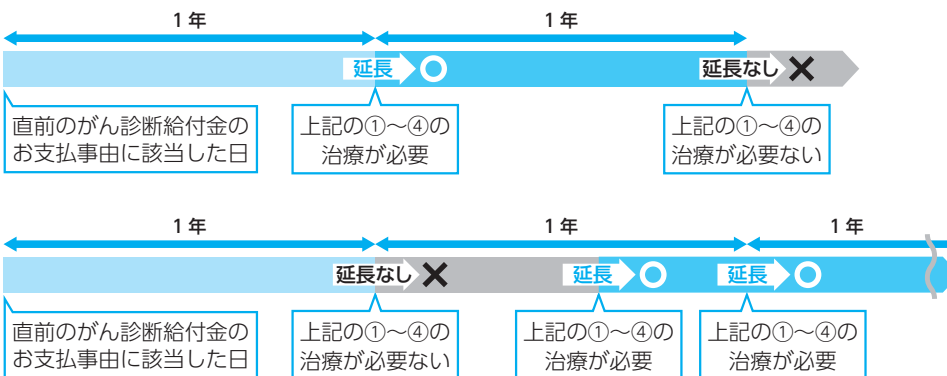 1年 1年
延長 延長なし
直前のがん診断給付金の
お支払事由に該当した日
上記の①～④の
治療が必要
上記の①～④の
治療が必要ない
1年 1年 1年
延長なし 延長 延長
直前のがん診断給付金の
お支払事由に該当した日
上記の①～④の
治療が必要ない
上記の①～④の
治療が必要
上記の①～④の
治療が必要